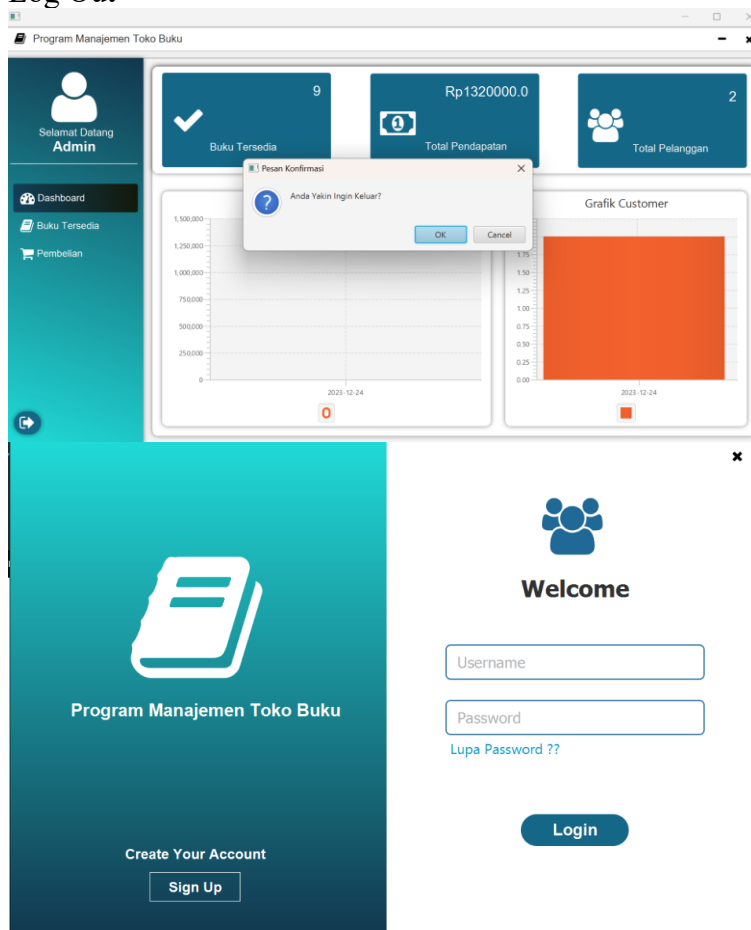 Log Out
Program Manajemen Toko Buku
Selamat Datang
Admin
Dashboard
Buku Tersedia
Pembelian
9
Buku Tersedia
Rp1320000.0
Total Pendapatan
2
Total Pelanggan
Pesan Konfirmasi
Anda Yakin Ingin Keluar?
OK
Cancel
1,500,000
1,250,000
1,000,000
750,000
500,000
250,000
0
2023-12-24
Grafik Customer
1.75
1.50
1.25
1.00
0.75
0.50
0.25
0.00
2023-12-24
Program Manajemen Toko Buku
Create Your Account
Sign Up
Welcome
Username
Password
Lupa Password ??
Login